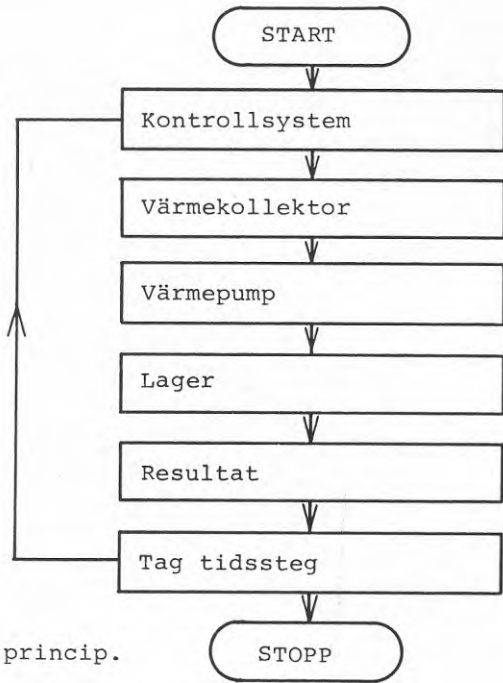 START
Kontrollsystem
Värmekollektor
Värmepump
Lager
Resultat
Tag tidssteg
princip.
STOPP